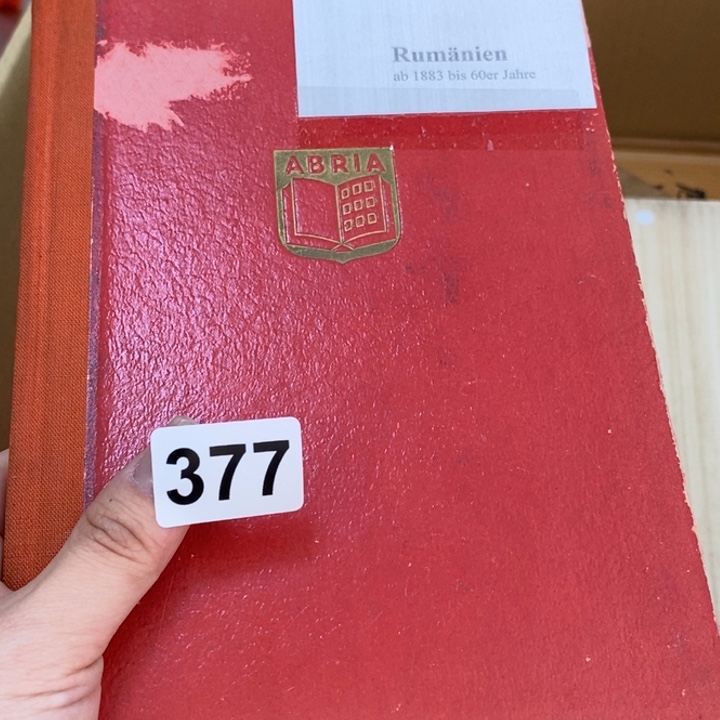 Rumänien
ab 1883 bis 60er Jahre
ABRIA
377